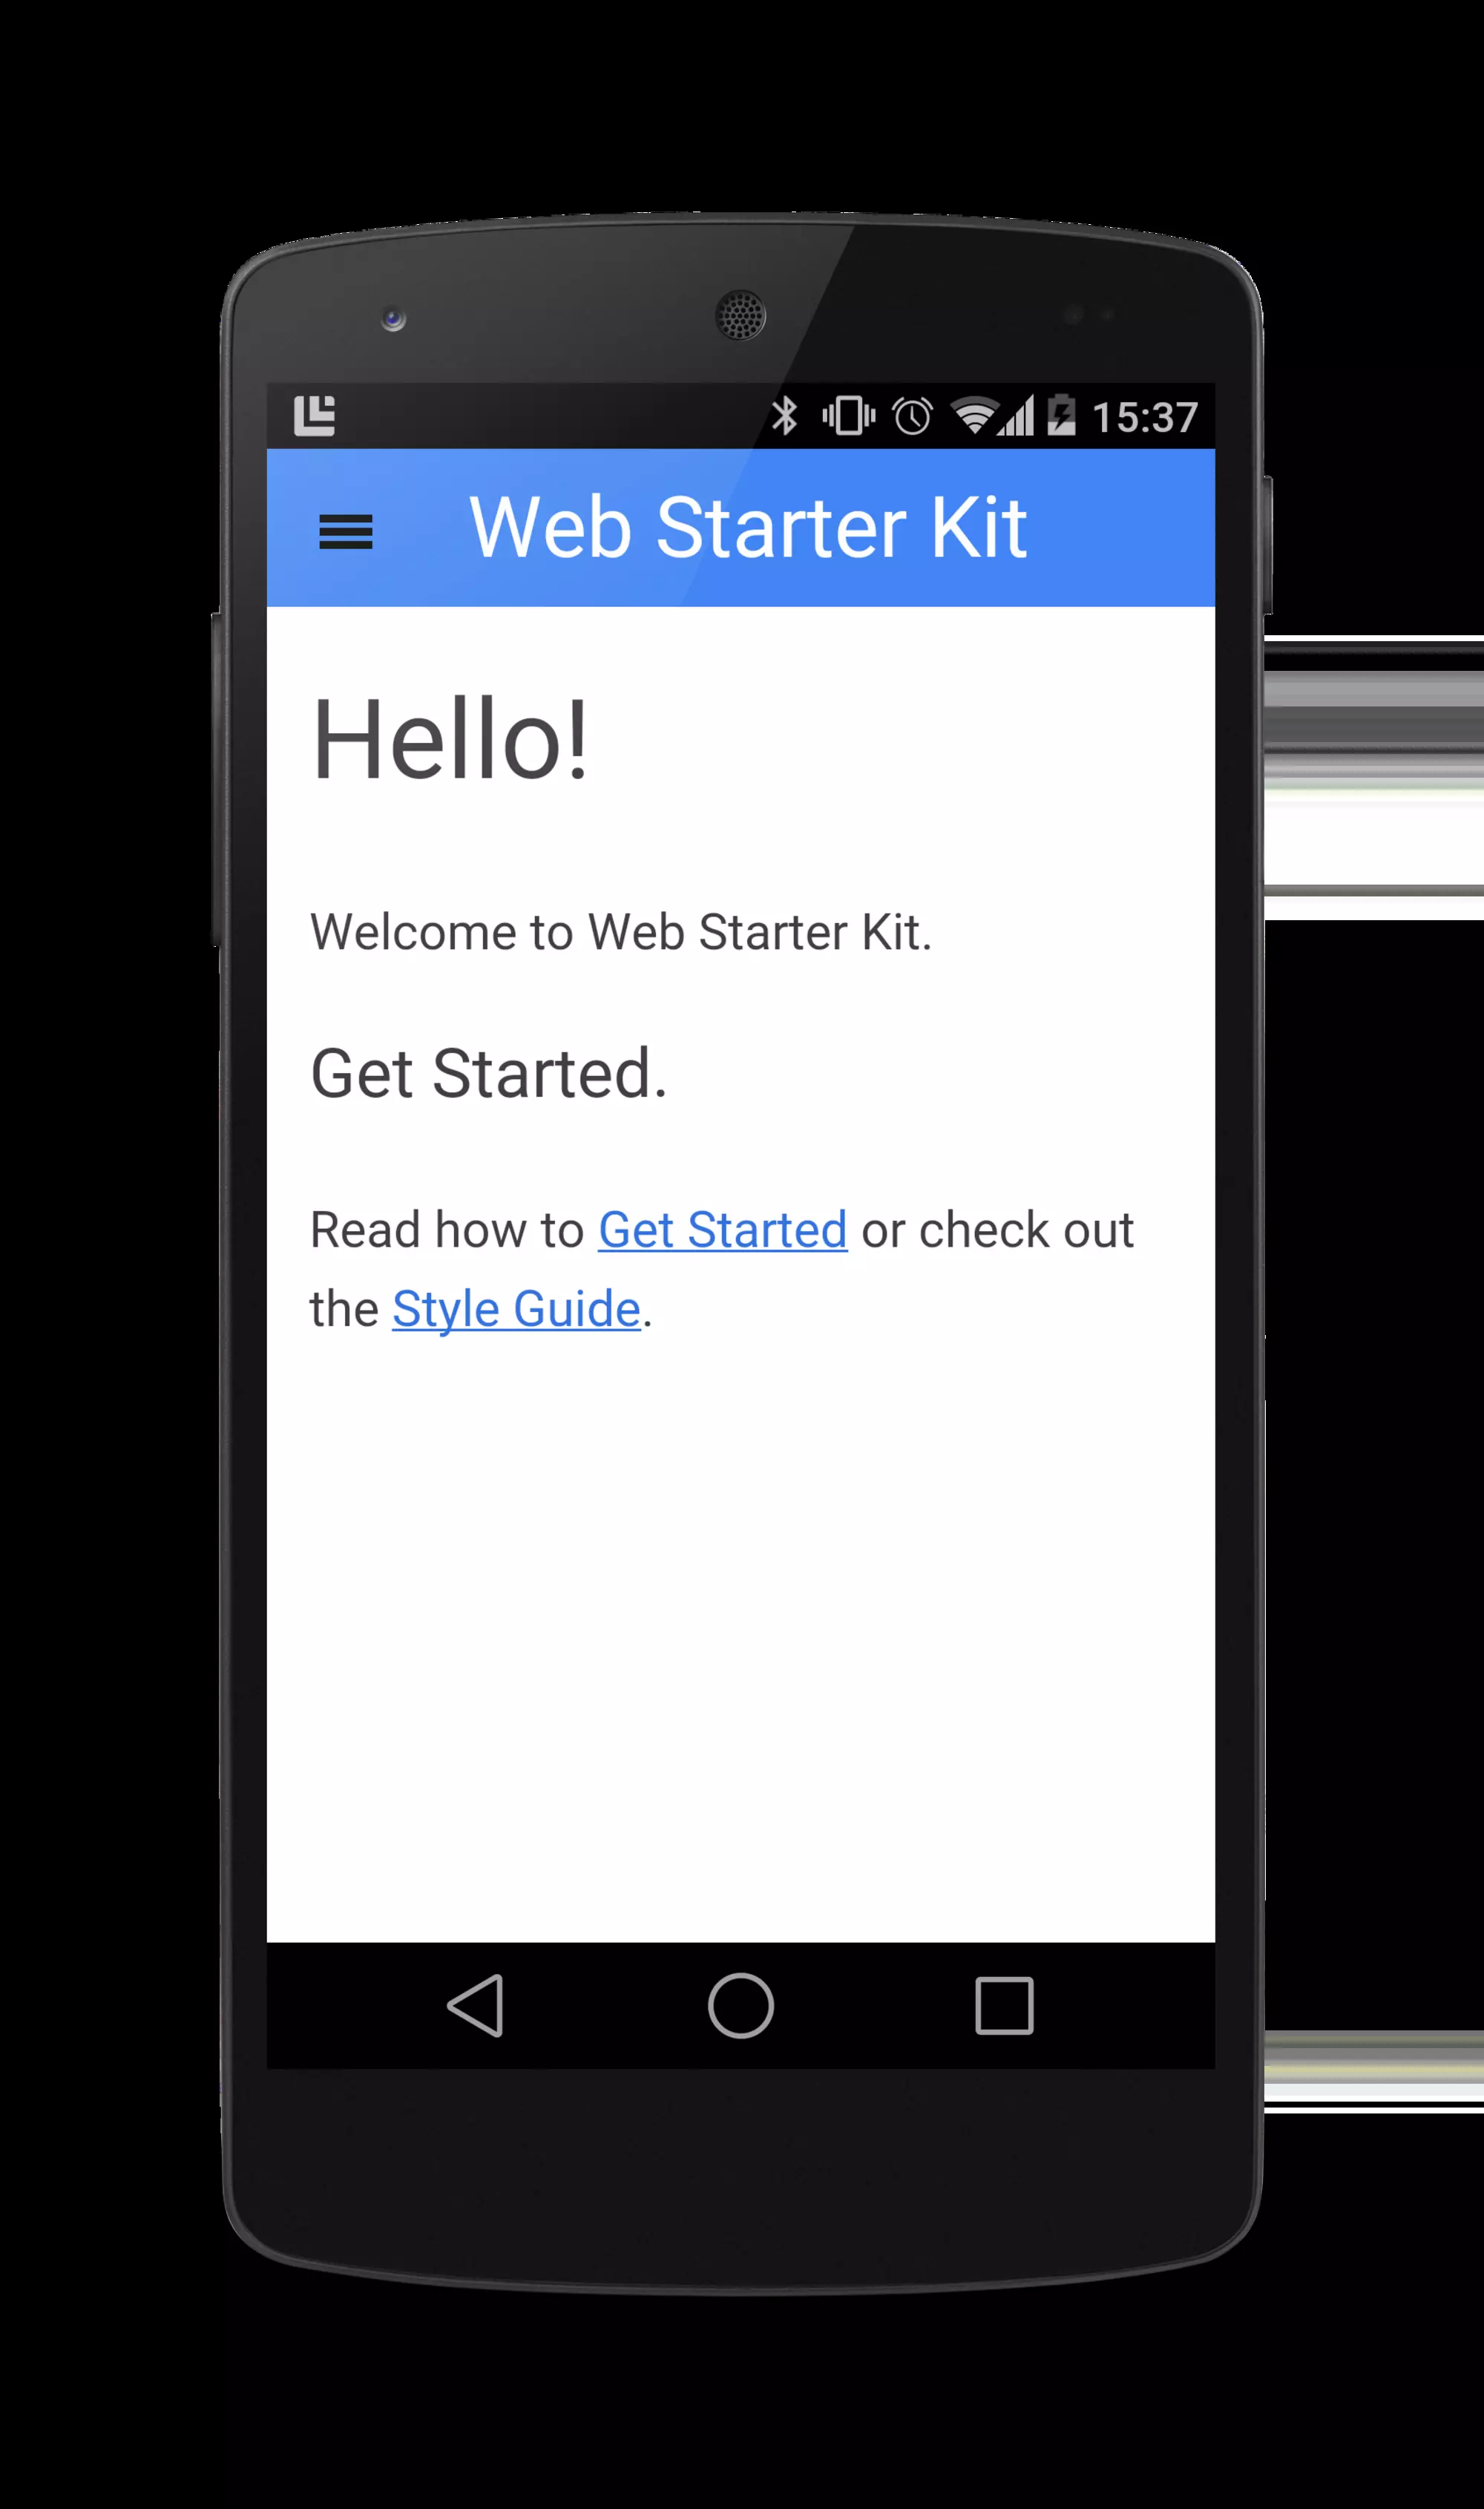 15:37
Web Starter Kit
Hello!
Welcome to Web Starter Kit.
Get Started.
Read how to Get Started or check out
the Style Guide.